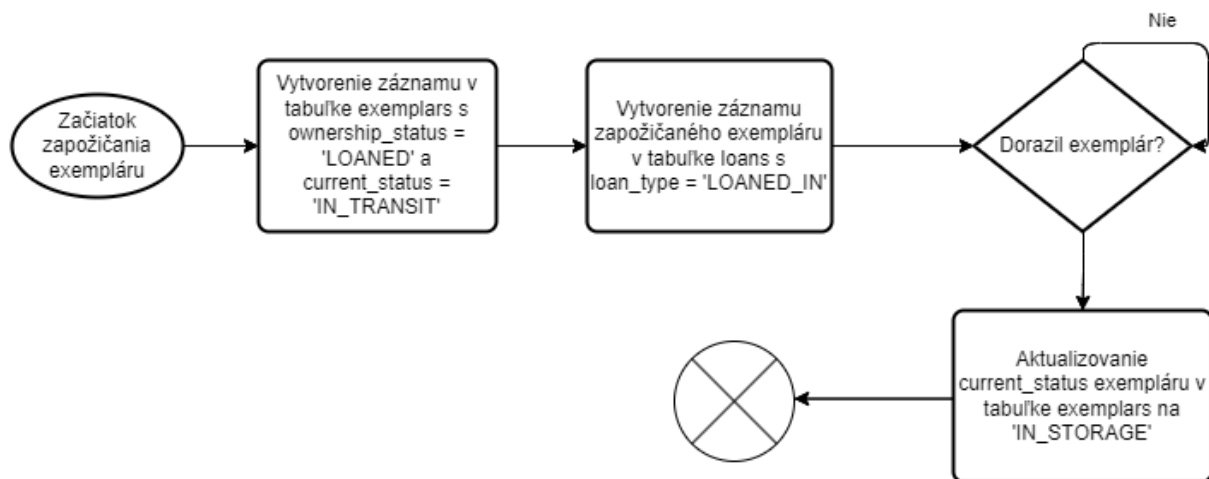 Začiatok
zapožičania
exempláru
Vytvorenie záznamu v
tabuľke exemplars s
ownership_status =
'LOANED' a
current_status =
'IN_TRANSIT'
Vytvorenie záznamu
zapožičaného exempláru
v tabuľke loans s
loan_type = 'LOANED_IN'
Nie
Dorazil exemplár?
Aktualizovanie
current_status exempláru v
tabuľke exemplars na
'IN_STORAGE'